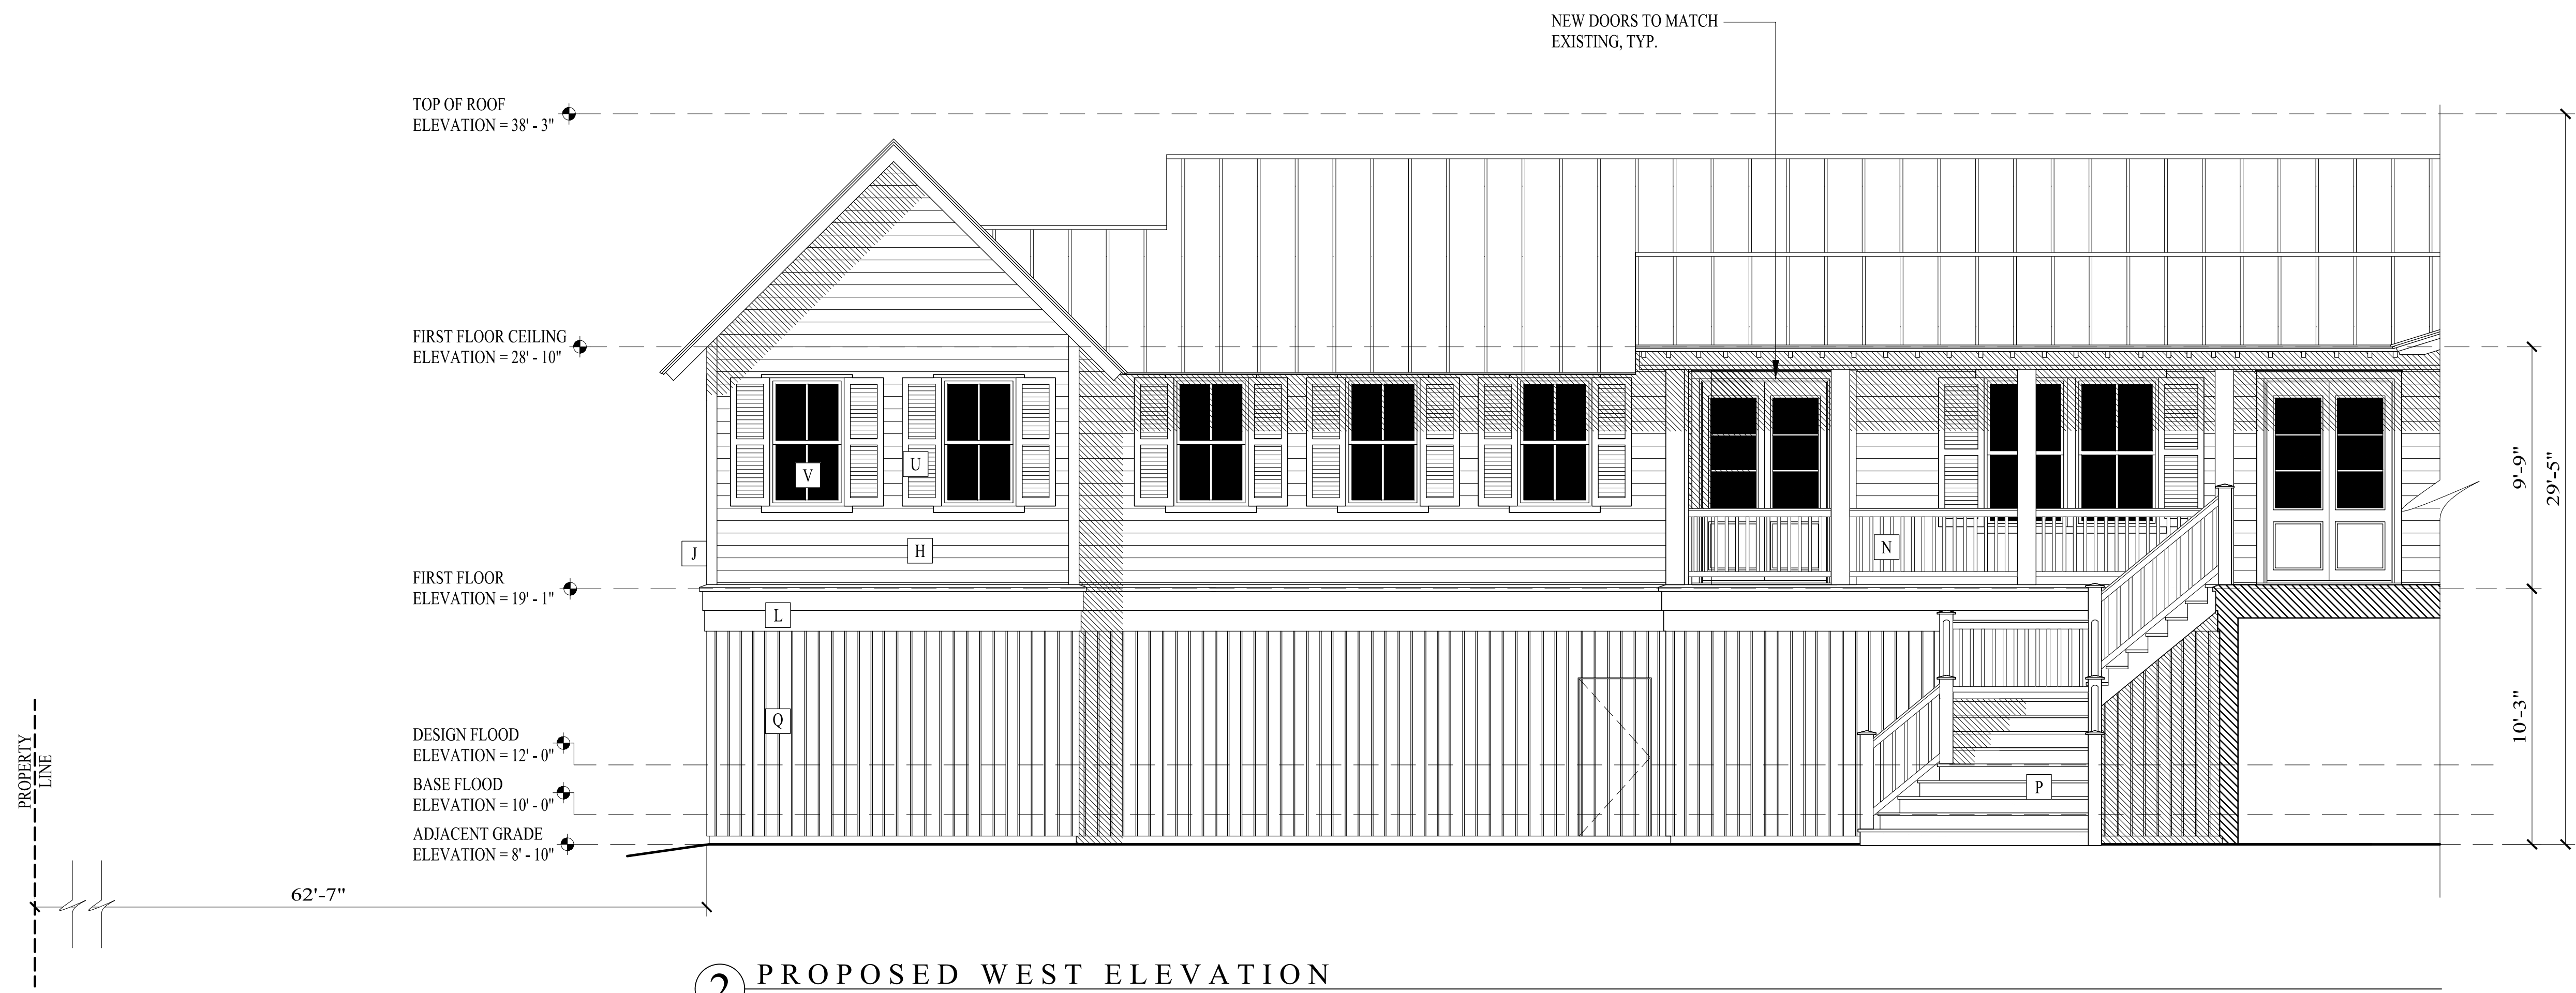 NEW DOORS TO MATCH
EXISTING, TYP.
TOP OF ROOF
ELEVATION = 38' - 3"
FIRST FLOOR CEILING
ELEVATION = 28' - 10"
9'-9"
29'-5"
V
U
J
H
N
FIRST FLOOR
ELEVATION = 19' - 1"
L
Q
10'-3"
PROPERTY
LINE
DESIGN FLOOD
ELEVATION = 12' - 0"
BASE FLOOD
ELEVATION = 10' - 0"
P
ADJACENT GRADE
ELEVATION = 8' - 10"
62'-7"
2 PROPOSED WEST ELEVATION